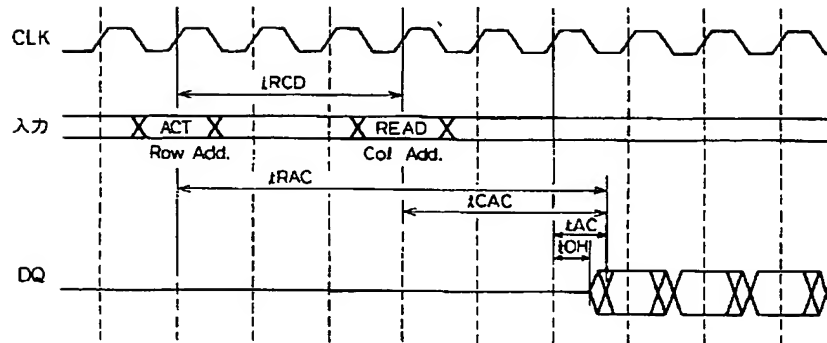 CLK
tRCD
入力
ACT
READ
Row Add.
Col Add.
tRAC
tCAC
tAC
tOH
DQ